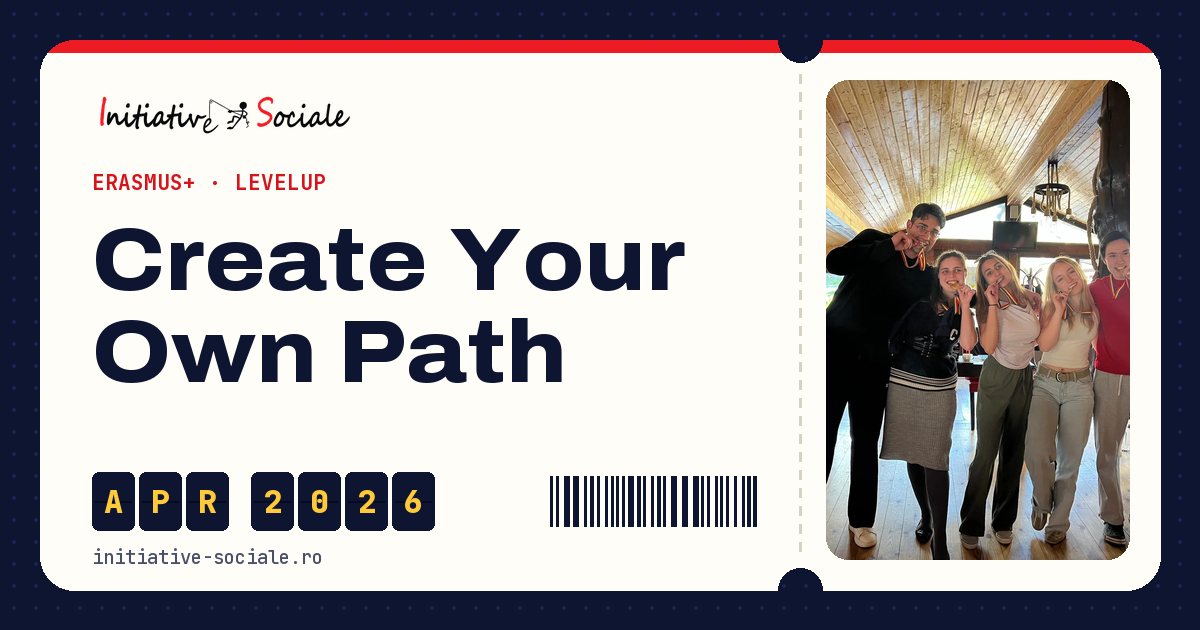 Initiative Sociale
ERASMUS+ · LEVELUP
Create Your
Own Path
APR 2026
initiative-sociale.ro